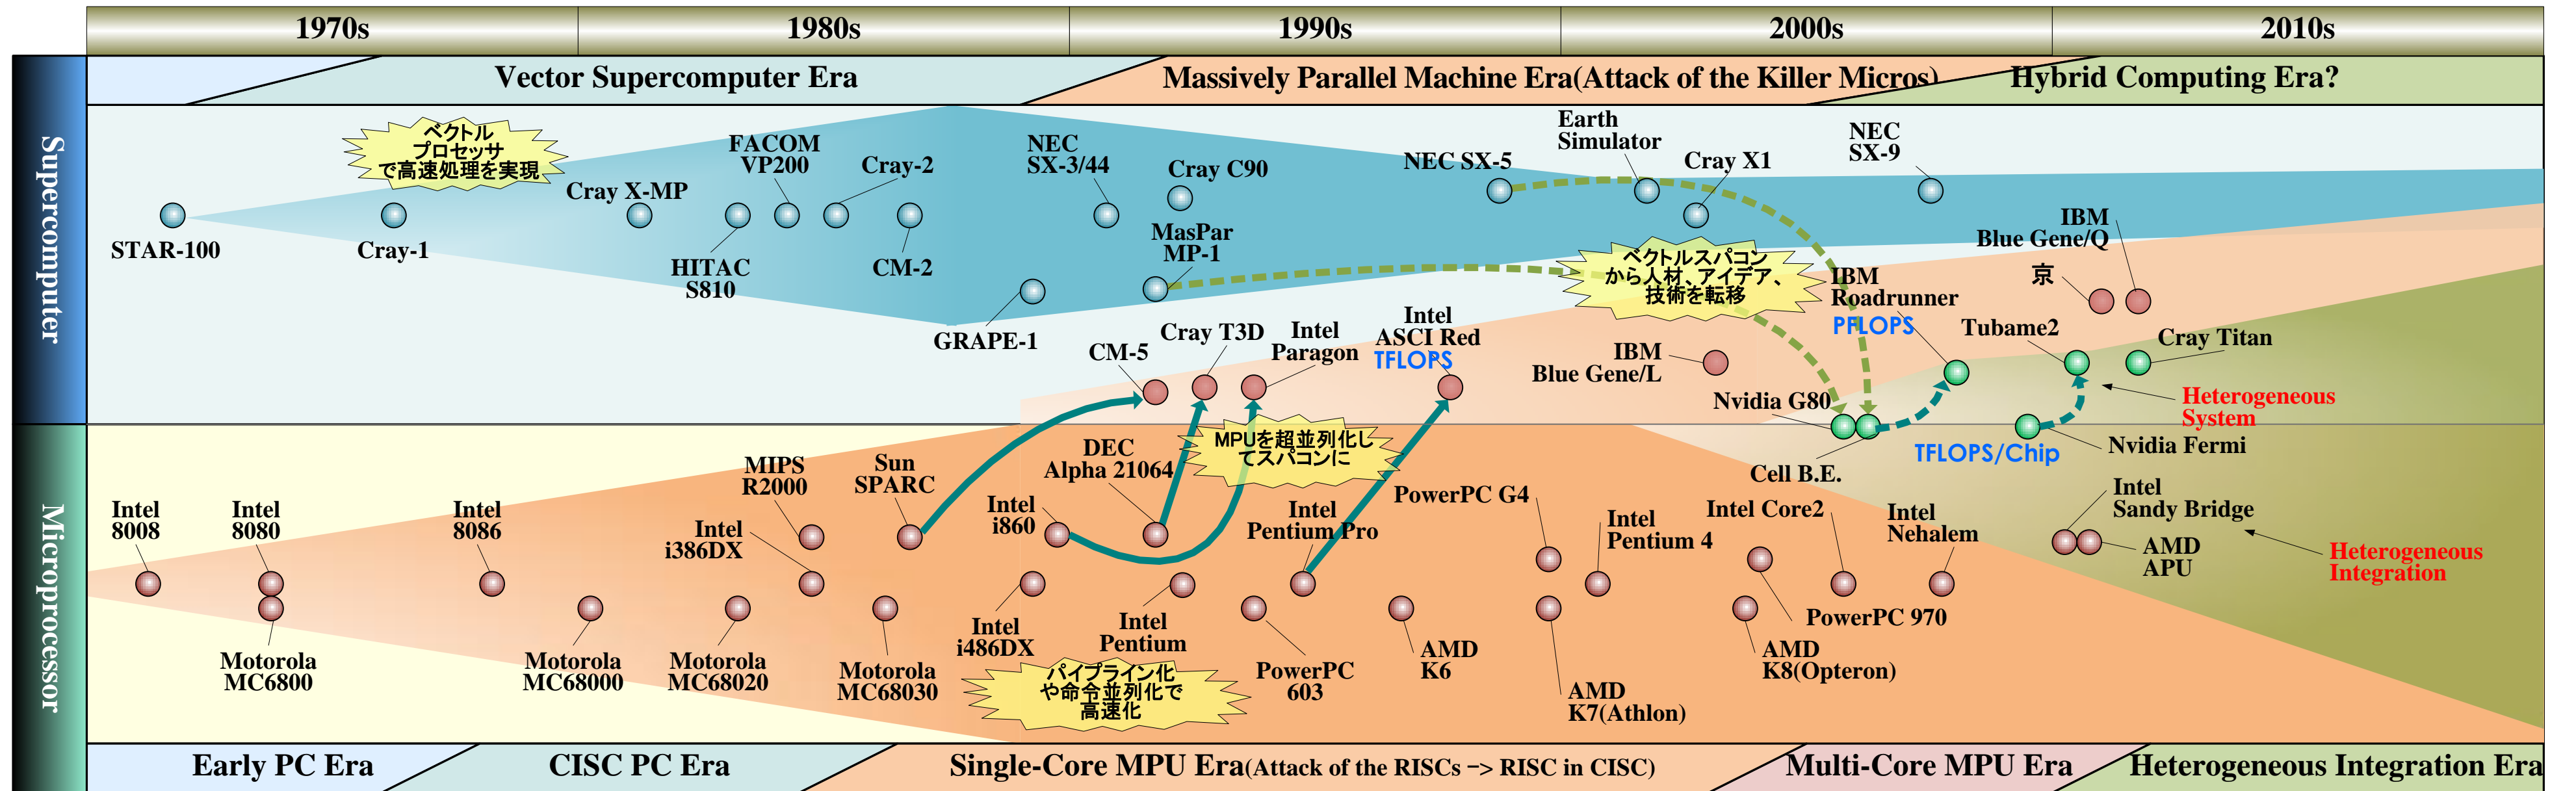 1970s
1980s
1990s
2000s
2010s
Vector Supercomputer Era
Massively Parallel Machine Era(Attack of the Killer Micros)
Hybrid Computing Era?
Supercomputer
ベクトル
プロセッサ
で高速処理を実現
STAR-100
Cray-1
Cray X-MP
FACOM
VP200
HITAC
S810
Cray-2
CM-2
NEC
SX-3/44
Cray C90
MasPar
MP-1
GRAPE-1
NEC SX-5
Earth
Simulator
Cray X1
NEC
SX-9
ベクトルスパコン
から人材、アイデア、
技術を転移
IBM
Roadrunner
PFLOPS
IBM
Blue Gene/Q
京
Tubame2
Cray Titan
CM-5
Cray T3D
Intel
Paragon
Intel
ASCI Red
TFLOPS
IBM
Blue Gene/L
Nvidia G80
Cell B.E.
Heterogeneous
System
Nvidia Fermi
TFLOPS/Chip
MPUを超並列化し
てスパコンに
Microprocessor
Intel
8008
Intel
8080
Motorola
MC6800
Intel
8086
Motorola
MC68000
Motorola
MC68020
MIPS
R2000
Intel
i386DX
Sun
SPARC
Motorola
MC68030
Intel
i860
Intel
i486DX
DEC
Alpha 21064
Intel
Pentium
Intel
Pentium Pro
PowerPC
603
AMD
K6
PowerPC G4
Intel
Pentium 4
AMD
K7(Athlon)
Intel Core2
PowerPC 970
AMD
K8(Opteron)
Intel
Nehalem
Intel
Sandy Bridge
AMD
APU
Heterogeneous
Integration
パイプライン化
や命令並列化で
高速化
Early PC Era
CISC PC Era
Single-Core MPU Era(Attack of the RISCs -> RISC in CISC)
Multi-Core MPU Era
Heterogeneous Integration Era